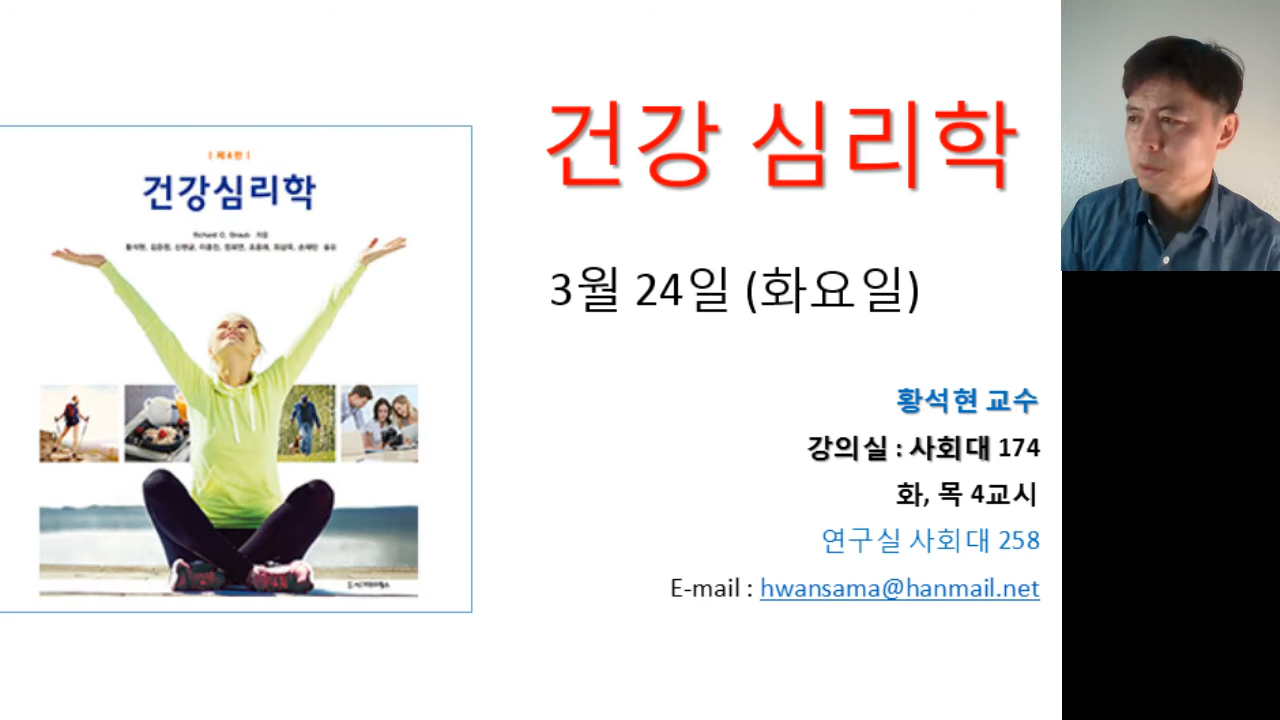 | 제4판 |
건강심리학
Richard O. Straub 지음
건강 심리학
3월 24일 (화요일)
황석현 교수
강의실 : 사회대 174
화, 목 4교시
연구실 사회대 258
E-mail : hwansama@hanmail.net